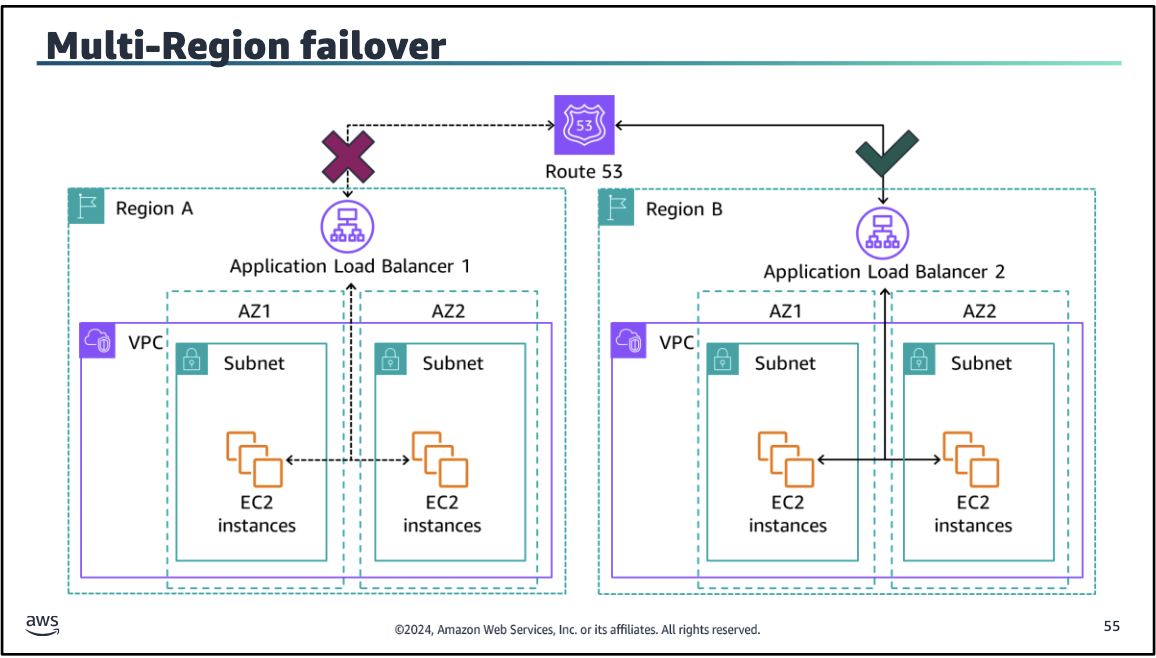 Multi-Region failover
53
Route 53
Region A
Application Load Balancer 1
AZ1
AZ2
VPC
Subnet
Subnet
EC2
instances
EC2
instances
Region B
Application Load Balancer 2
AZ1
AZ2
VPC
Subnet
Subnet
EC2
instances
EC2
instances
aws
©2024, Amazon Web Services, Inc. or its affiliates. All rights reserved.
55